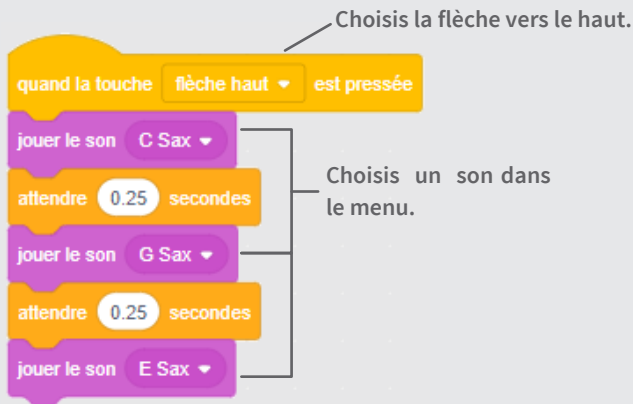 Choisis la flèche vers le haut.
quand la touche flèche haut est pressée
jouer le son C Sax
attendre 0.25 secondes
Choisis un son dans
le menu.
jouer le son G Sax
attendre 0.25 secondes
jouer le son E Sax